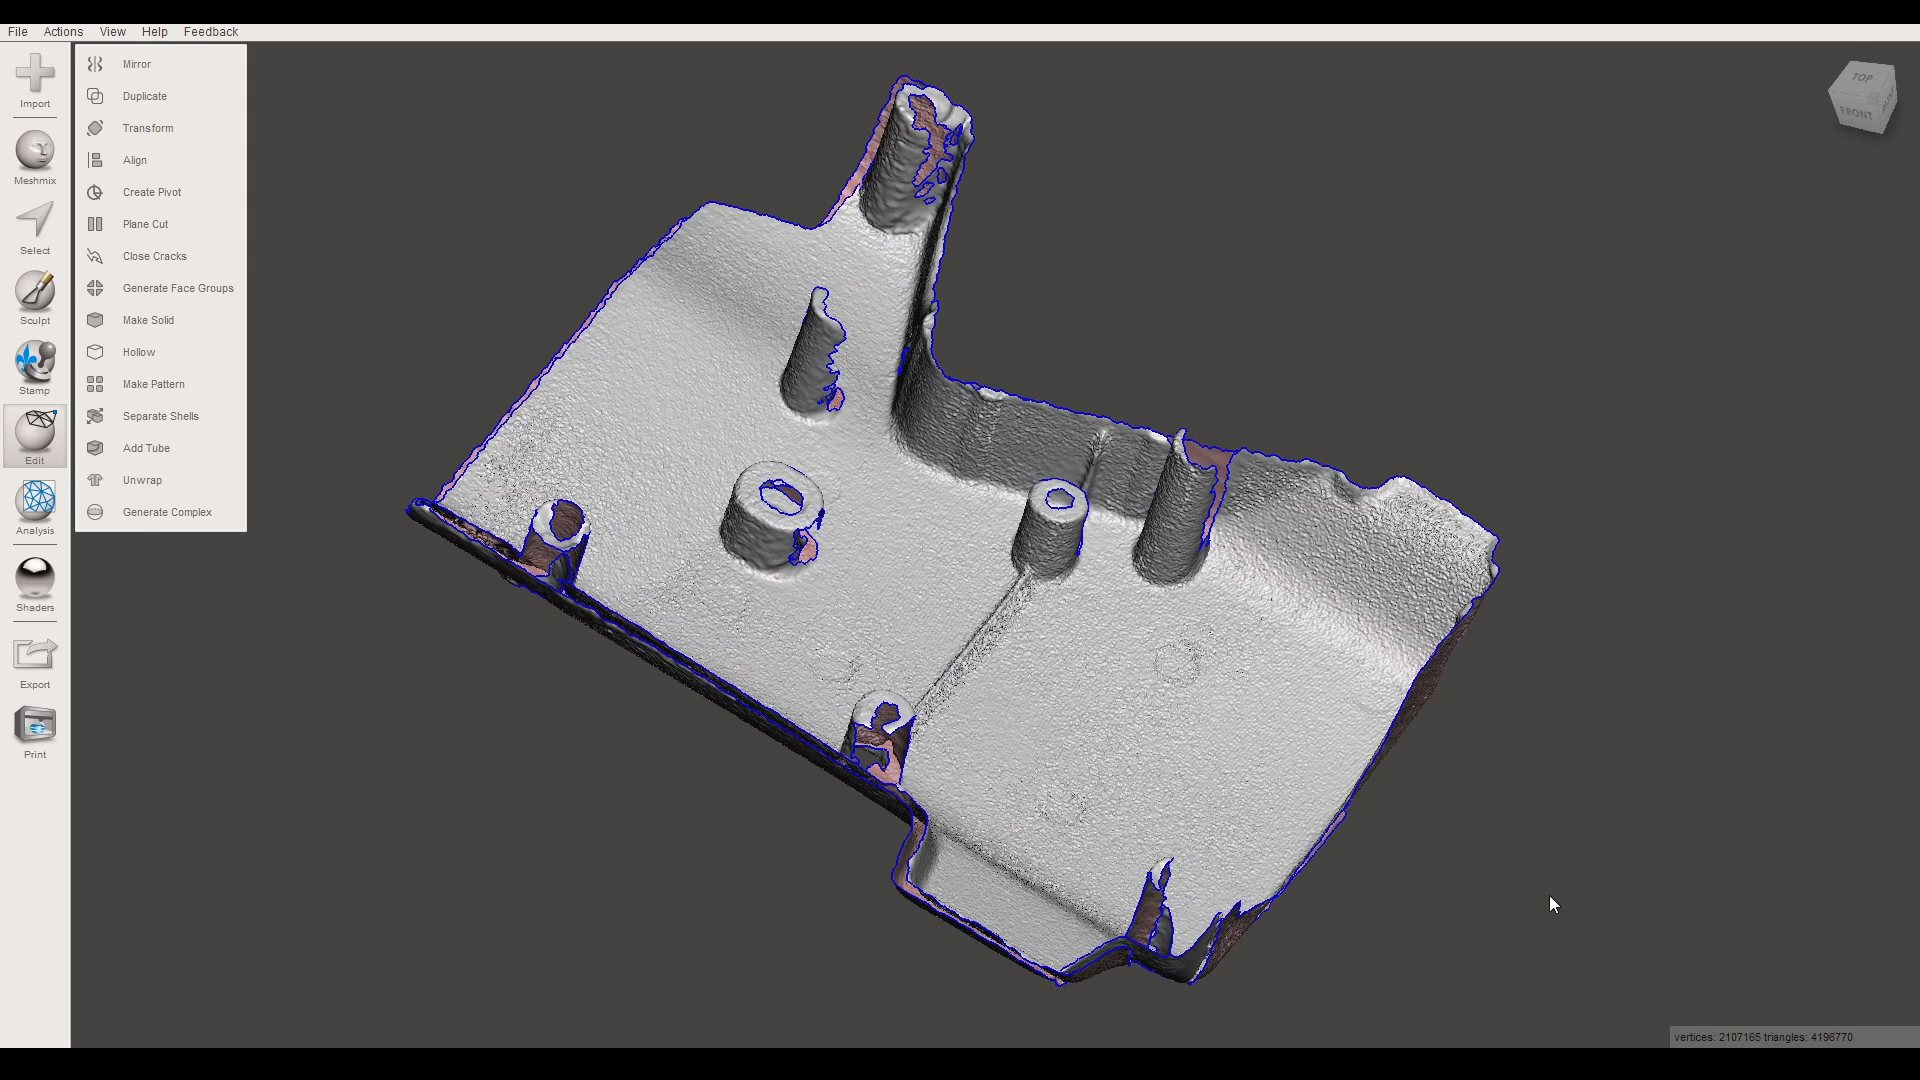 File Actions View Help Feedback
Import
Meshmix
Select
Sculpt
Stamp
Edit
Analysis
Shaders
Export
Print
Mirror
Duplicate
Transform
Align
Create Pivot
Plane Cut
Close Cracks
Generate Face Groups
Make Solid
Hollow
Make Pattern
Separate Shells
Add Tube
Unwrap
Generate Complex
TOP
FRONT
vertices: 2107165 triangles: 4196770